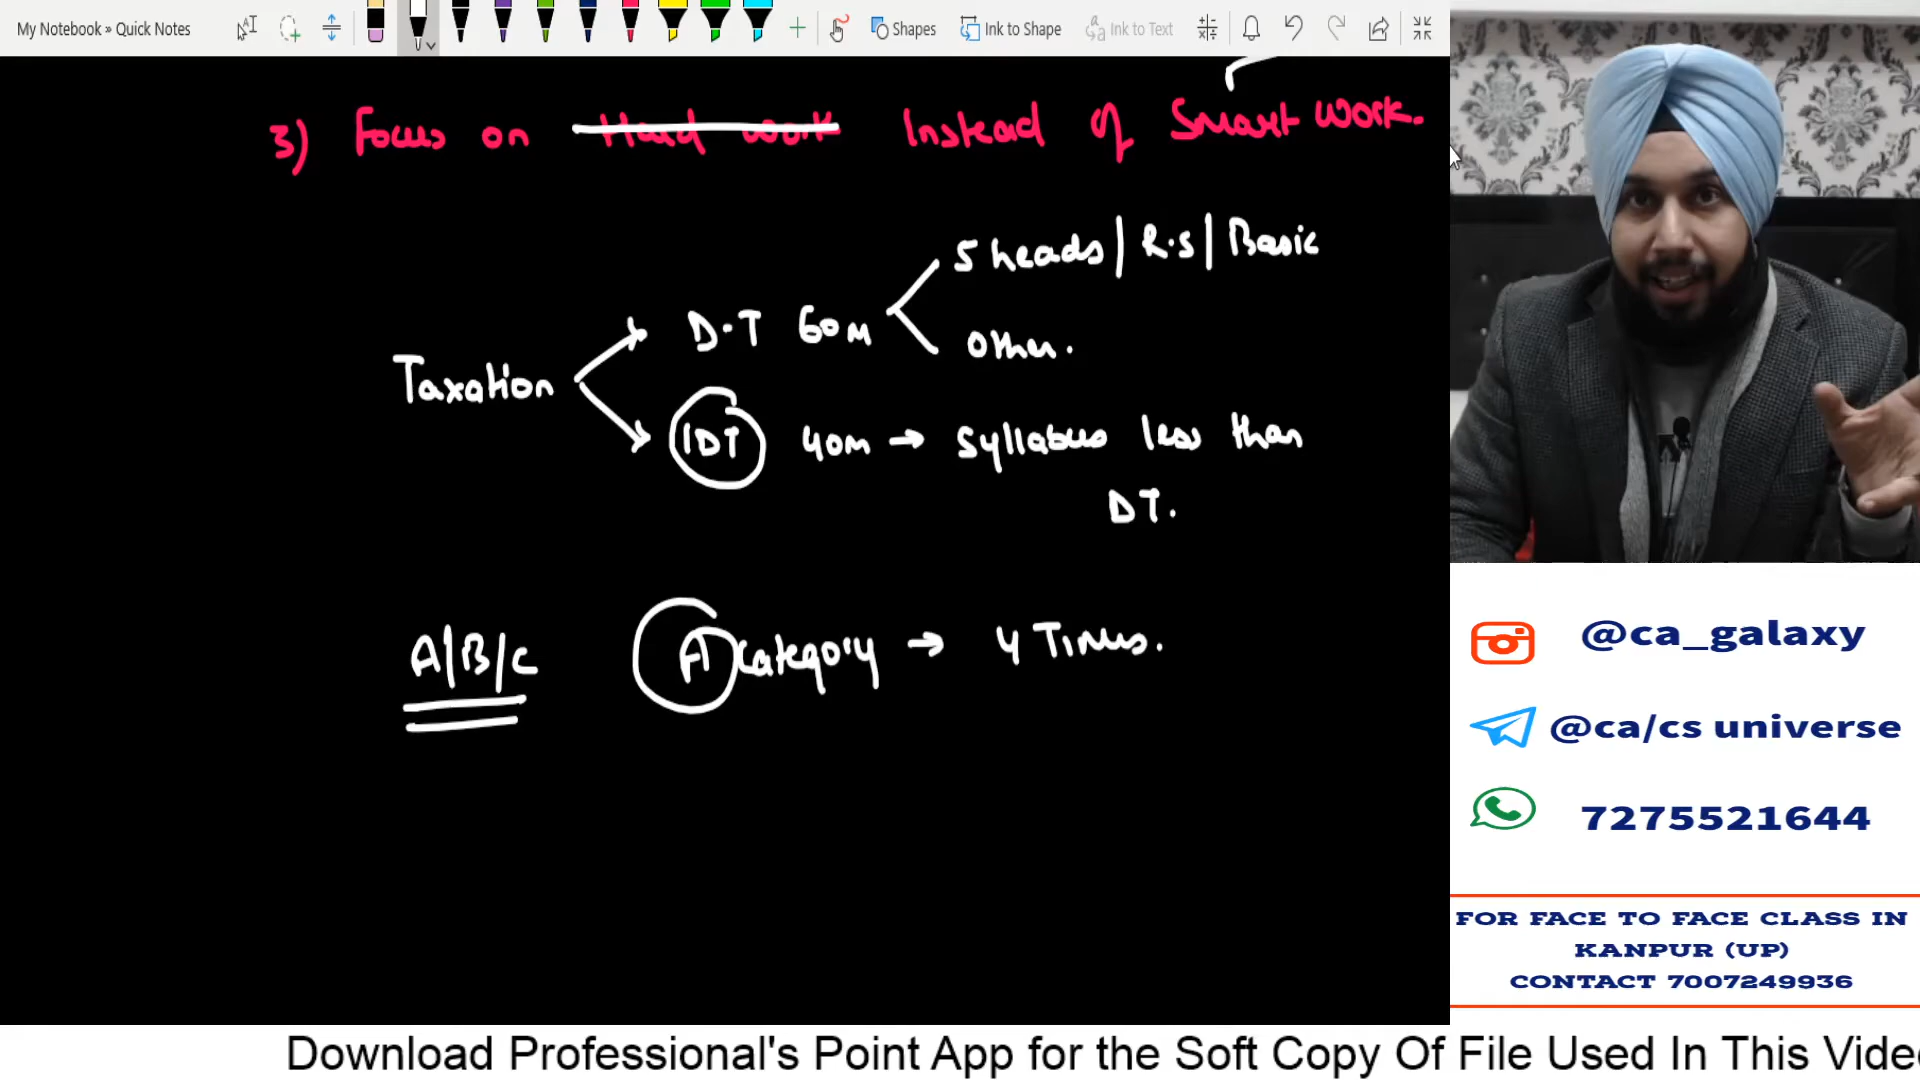 My Notebook » Quick Notes
Shapes
Ink to Shape
Ink to Text
3) Focus on Hard work Instead of Smart Work.
5 heads | R.S | Basic
D.T 60M
Other.
Taxation
IDT 40M → Syllabus less than
DT.
A/B/C
A Category → 4 Times.
@ca_galaxy
@ca/cs universe
7275521644
FOR FACE TO FACE CLASS IN
KANPUR (UP)
CONTACT 7007249936
Download Professional's Point App for the Soft Copy Of File Used In This Vide